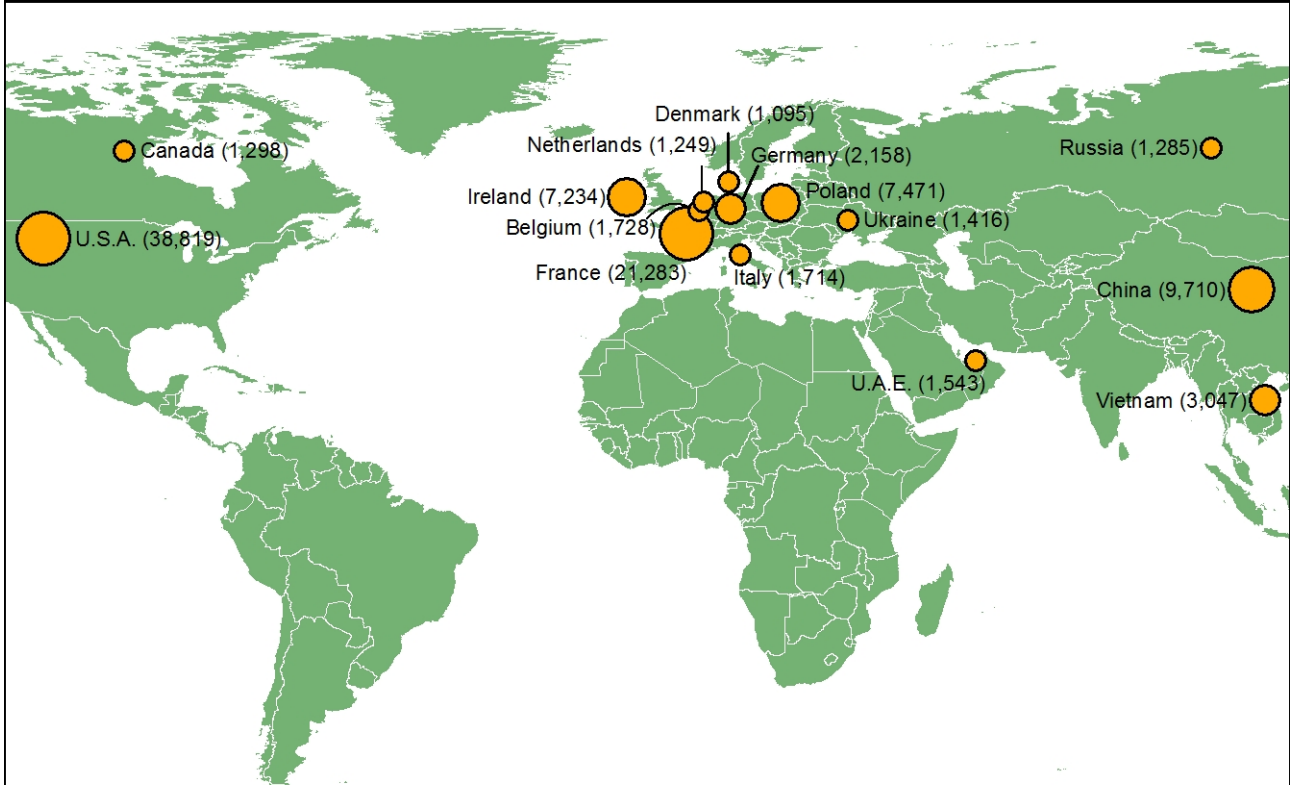 Denmark (1,095)
Netherlands (1,249)
Germany (2,158)
Canada (1,298)
Russia (1,285)
Ireland (7,234)
Poland (7,471)
Belgium (1,728)
Ukraine (1,416)
U.S.A. (38,819)
France (21,283)
Italy (1,714)
China (9,710)
U.A.E. (1,543)
Vietnam (3,047)